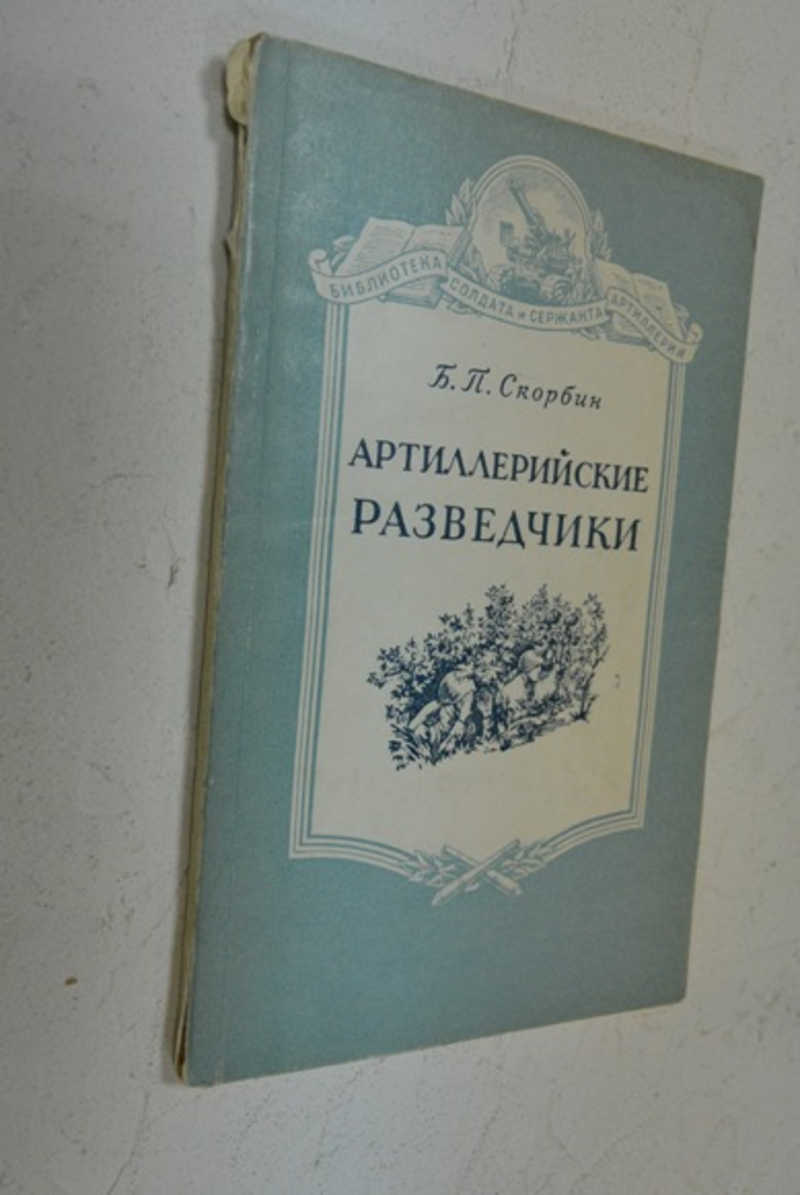 БИБЛИОТЕКА СОЛДАТА и СЕРЖАНТА АРТИЛЛЕРИИ
Б. П. Скорбин
АРТИЛЛЕРИЙСКИЕ
РАЗВЕДЧИКИ